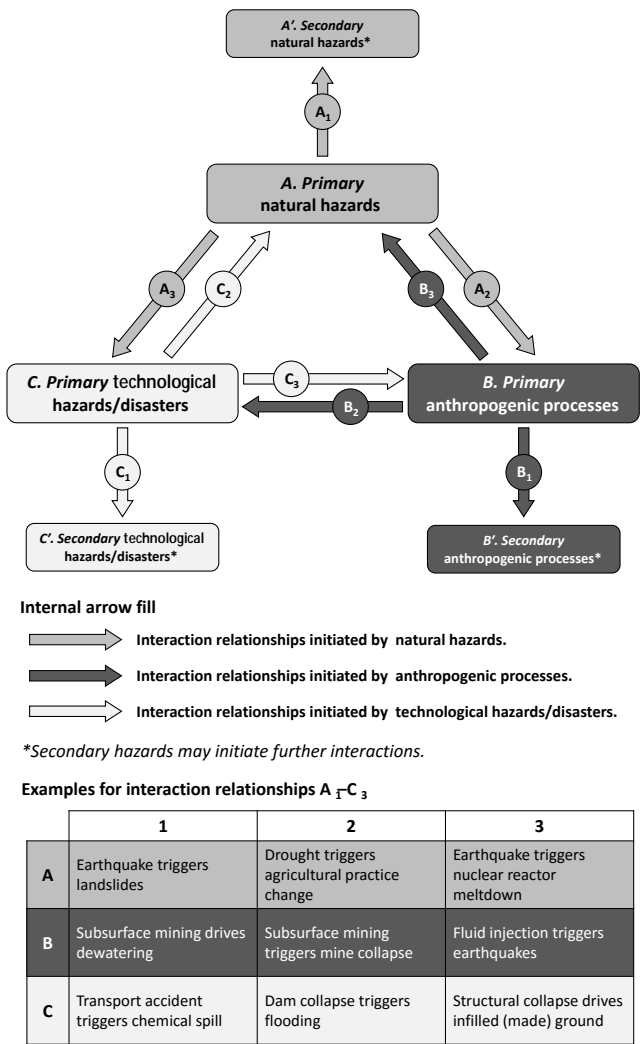 A'. Secondary
natural hazards*
A1
A. Primary
natural hazards
A3
C2
B3
A2
C. Primary technological
hazards/disasters
C3
B2
B. Primary
anthropogenic processes
C1
B1
C'. Secondary technological
hazards/disasters*
B'. Secondary
anthropogenic processes*
Internal arrow fill
Interaction relationships initiated by natural hazards.
Interaction relationships initiated by anthropogenic processes.
Interaction relationships initiated by technological hazards/disasters.
*Secondary hazards may initiate further interactions.
Examples for interaction relationships A1-C3
1
2
3
A
Earthquake triggers
landslides
Drought triggers
agricultural practice
change
Earthquake triggers
nuclear reactor
meltdown
B
Subsurface mining drives
dewatering
Subsurface mining
triggers mine collapse
Fluid injection triggers
earthquakes
C
Transport accident
triggers chemical spill
Dam collapse triggers
flooding
Structural collapse drives
infilled (made) ground